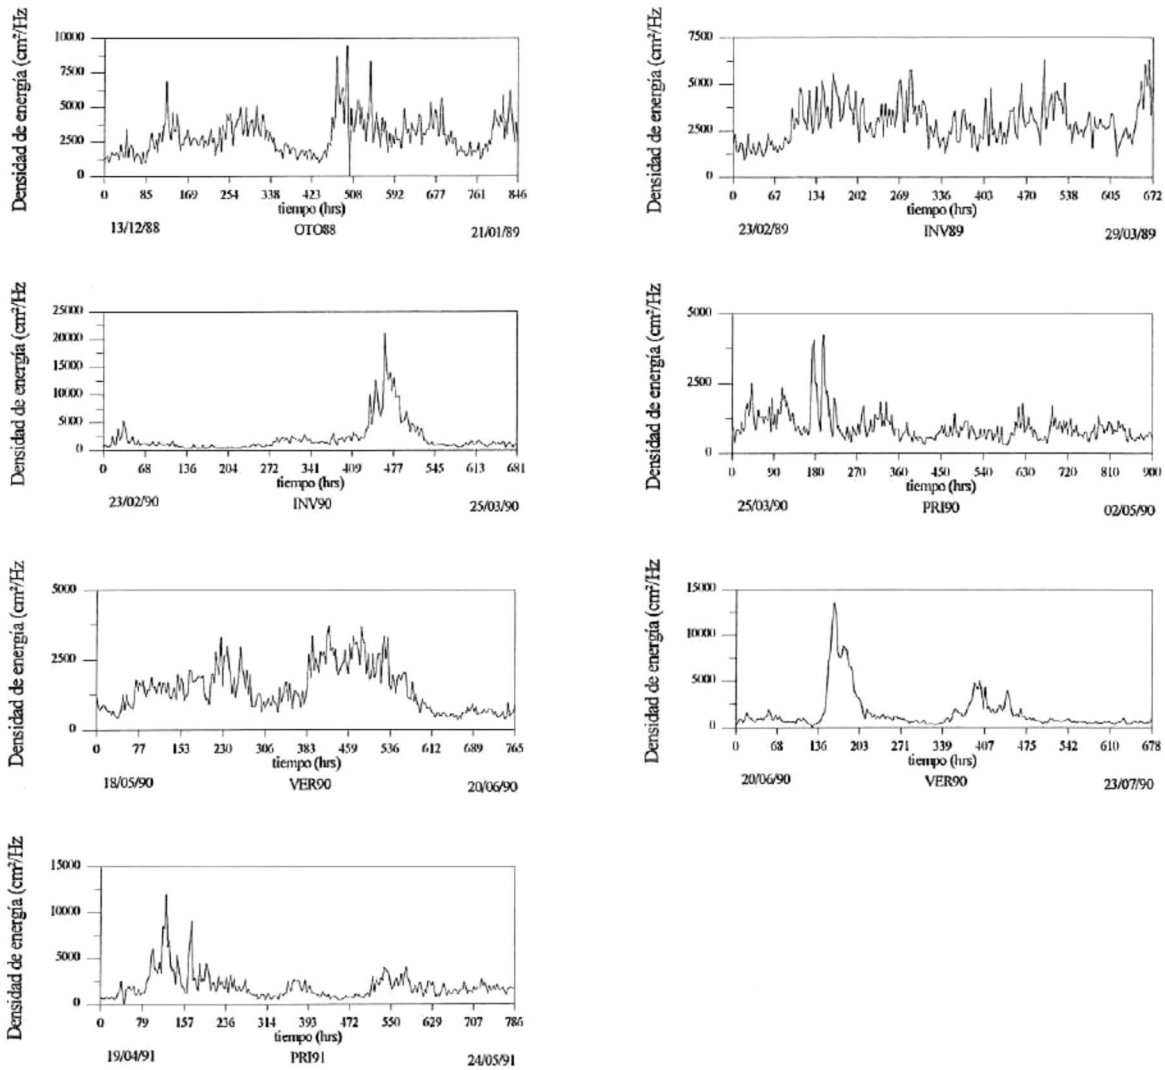 Densidad de energía (cm²/Hz
10000
7500
5000
2500
0
0 85 169 254 338 423 508 592 677 761 846
tiempo (hrs)
13/12/88 OTO88 21/01/89
Densidad de energía (cm²/Hz
7500
5000
2500
0
0 67 134 202 269 336 403 470 538 605 672
tiempo (hrs)
23/02/89 INV89 29/03/89
Densidad de energía (cm²/Hz
25000
20000
15000
10000
5000
0
0 68 136 204 272 341 409 477 545 613 681
tiempo (hrs)
23/02/90 INV90 25/03/90
Densidad de energía (cm²/Hz
5000
2500
0
0 90 180 270 360 450 540 630 720 810 900
tiempo (hrs)
25/03/90 PRI90 02/05/90
Densidad de energía (cm²/Hz
5000
2500
0
0 77 153 230 306 383 459 536 612 689 765
tiempo (hrs)
18/05/90 VER90 20/06/90
Densidad de energía (cm²/Hz
15000
10000
5000
0
0 68 136 203 271 339 407 475 542 610 678
tiempo (hrs)
20/06/90 VER90 23/07/90
Densidad de energía (cm²/Hz
15000
10000
5000
0
0 79 157 236 314 393 472 550 629 707 786
tiempo (hrs)
19/04/91 PRI91 24/05/91